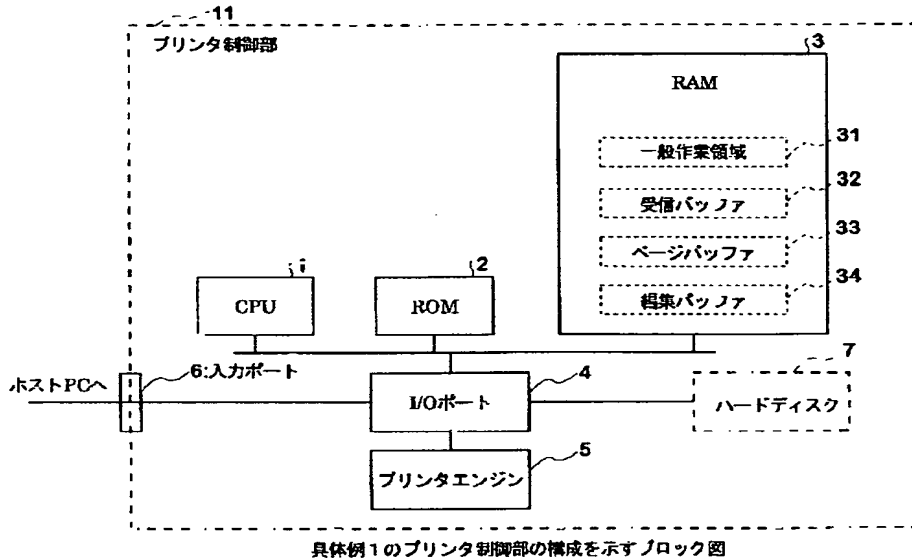 11
プリンタ制御部
3
RAM
31
一般作業領域
32
受信バッファ
33
ページバッファ
34
編集バッファ
1
CPU
2
ROM
7
ホストPCへ
6:入力ポート
4
I/Oポート
ハードディスク
5
プリンタエンジン
具体例1のプリンタ制御部の構成を示すブロック図